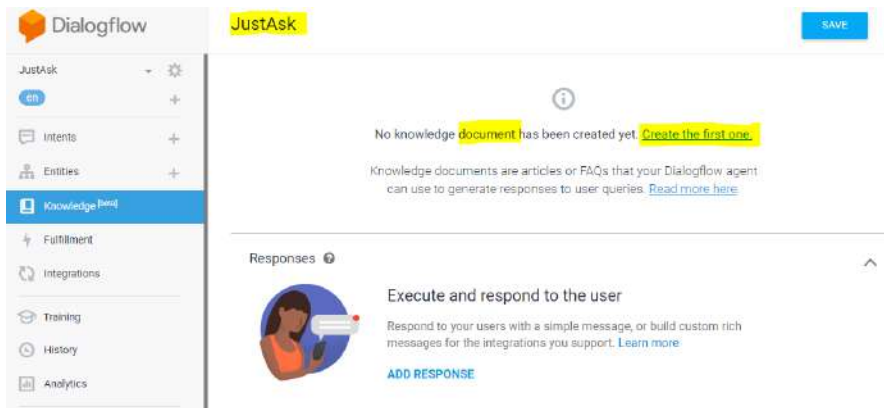 Dialogflow
JustAsk
SAVE
JustAsk
en
Intents
Entities
Knowledge [beta]
Fulfillment
Integrations
Training
History
Analytics
No knowledge document has been created yet. Create the first one.
Knowledge documents are articles or FAQs that your Dialogflow agent
can use to generate responses to user queries. Read more here.
Responses
Execute and respond to the user
Respond to your users with a simple message, or build custom rich
messages for the integrations you support. Learn more
ADD RESPONSE